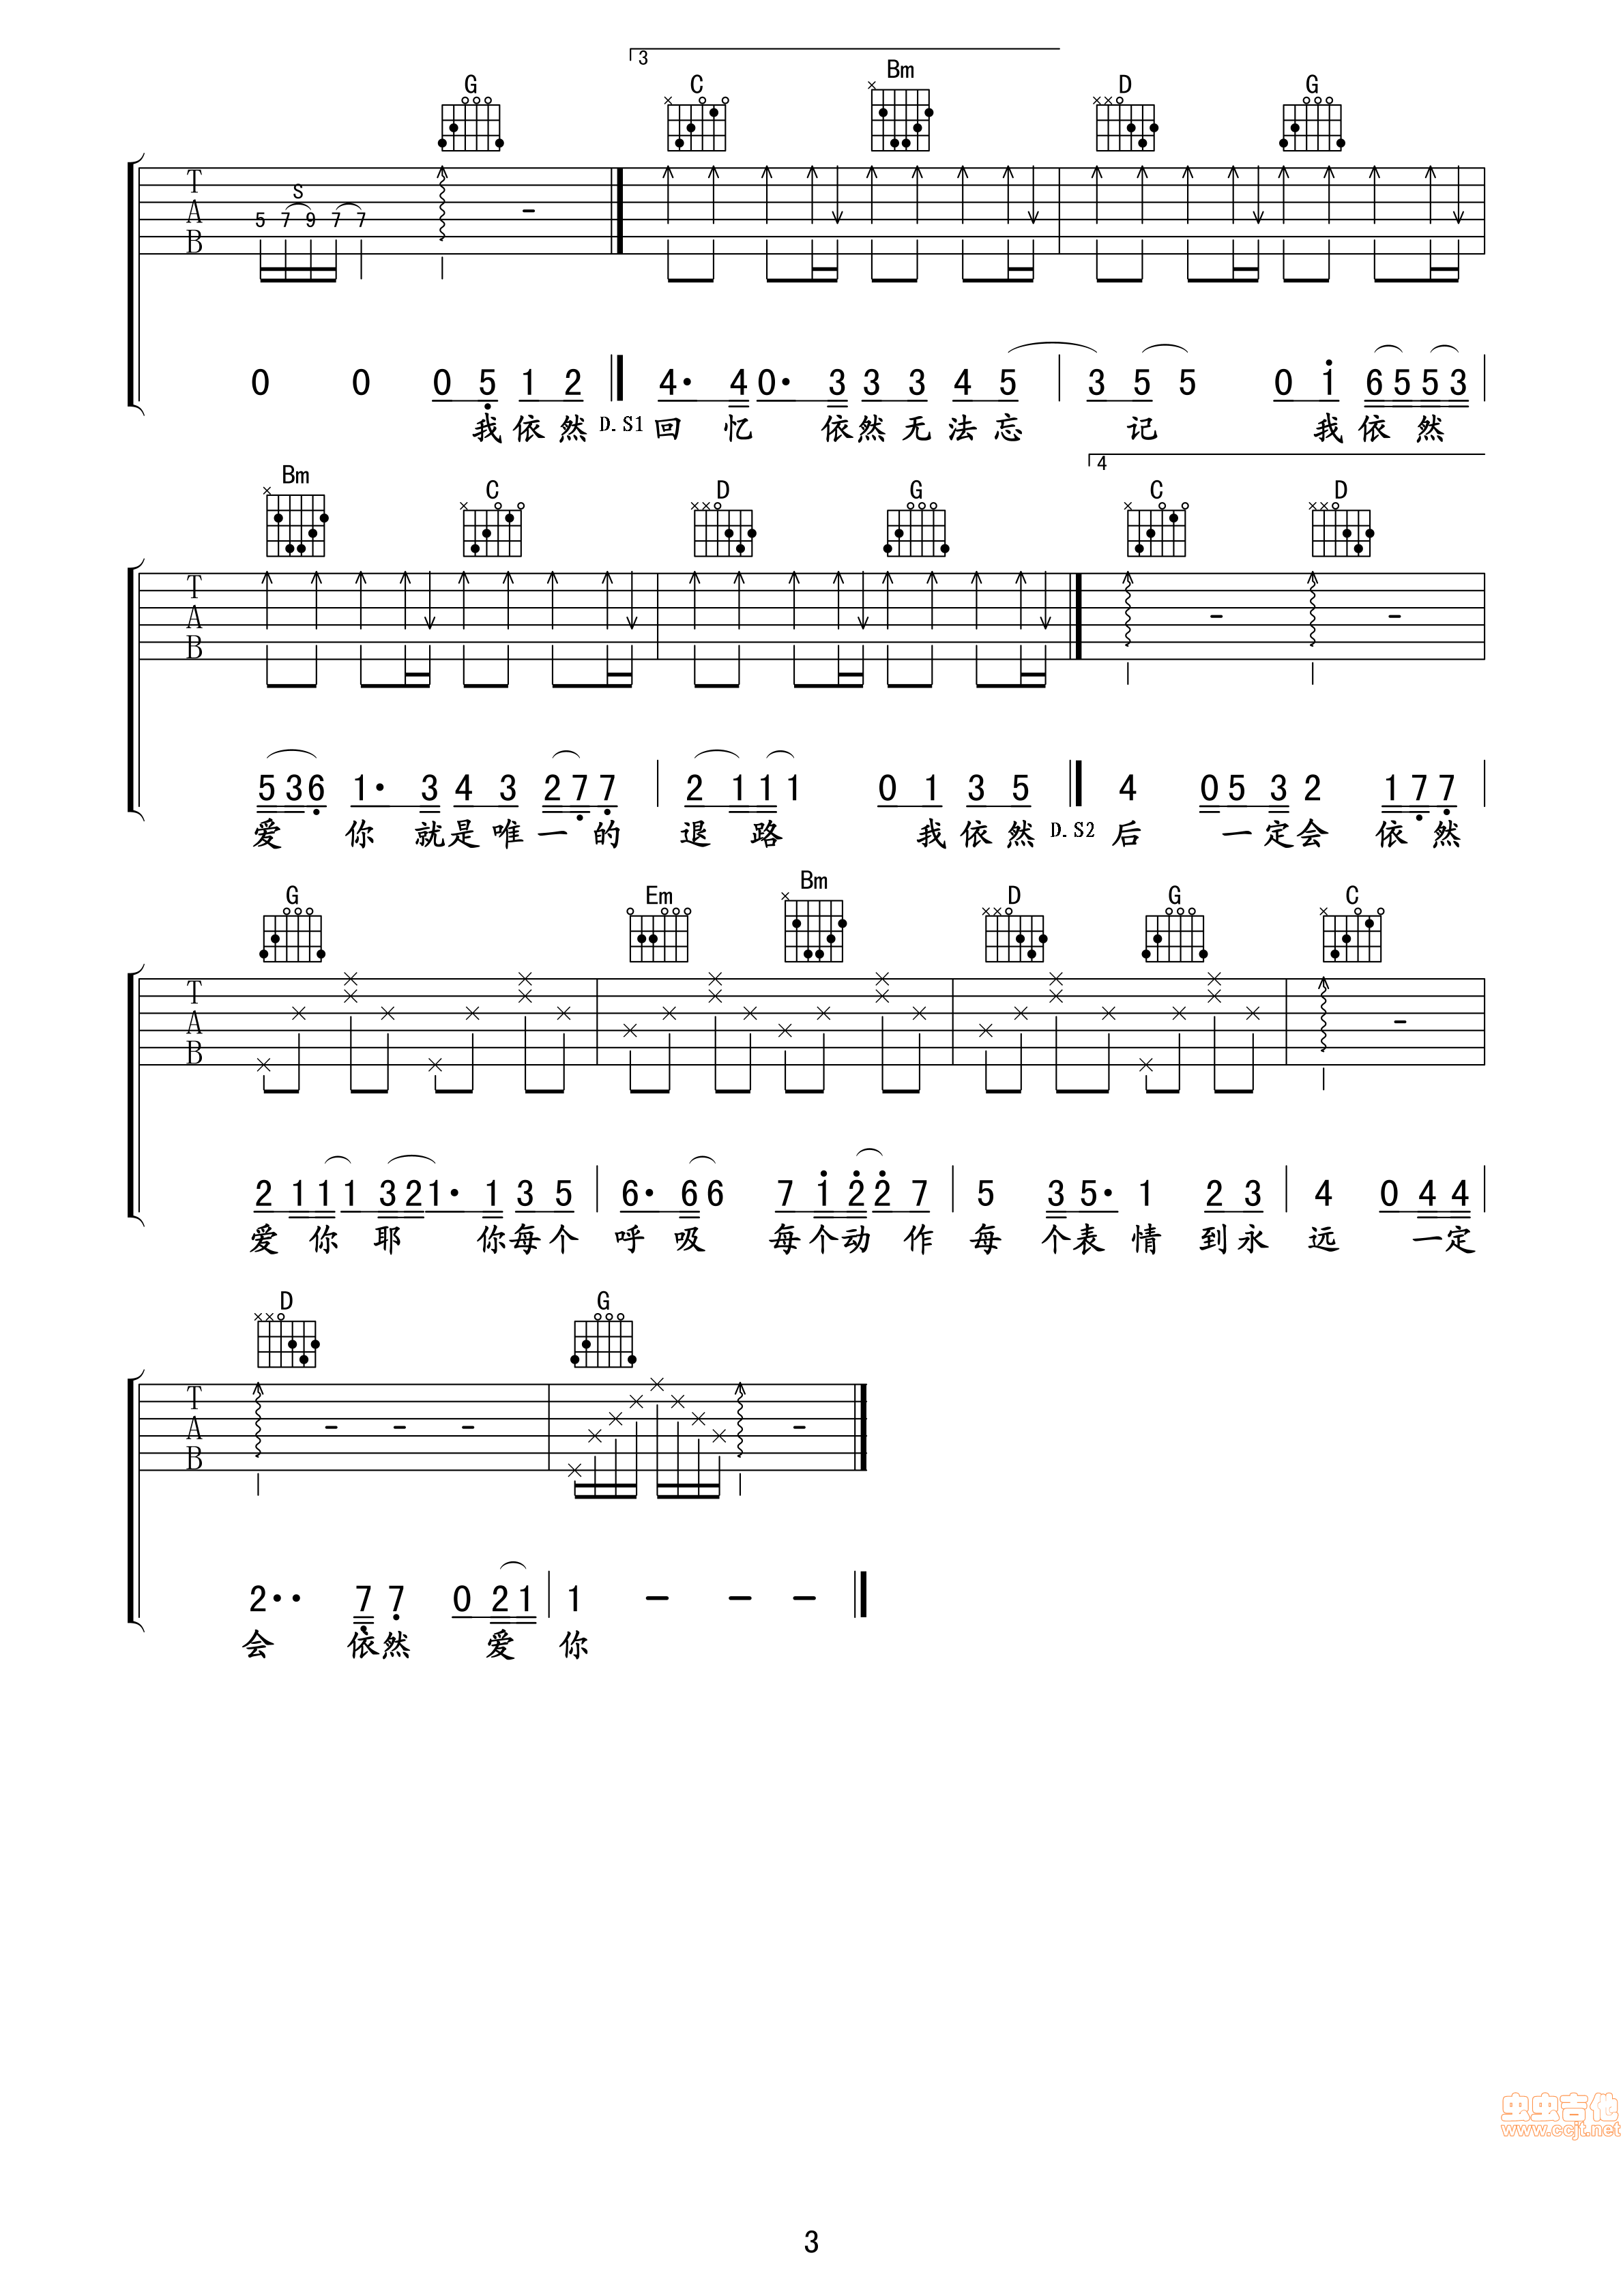 3
G C Bm D G
T A B
S
5 7 9 7 7
0 0 0 5 1 2 4· 4 0· 3 3 3 4 5 3 5 5 0 1 6 5 5 3
我依然 D.S1 回忆 依然无法忘 记 我依然
4
Bm C D G C D
T A B
5 3 6 1· 3 4 3 2 7 7 2 1 1 1 0 1 3 5 4 0 5 3 2 1 7 7
爱 你 就是唯一的 退路 我依然 D.S2 后 一定会 依然
G Em Bm D G C
T A B
2 1 1 1 3 2 1· 1 3 5 6· 6 6 7 1 2 2 7 5 3 5· 1 2 3 4 0 4 4
爱你耶 你每个 呼吸 每个动作 每个表情到永 远 一定
D G
T A B
2·· 7 7 0 2 1 1 – – –
会 依然 爱 你
虫虫吉他
www.ccjt.net
3